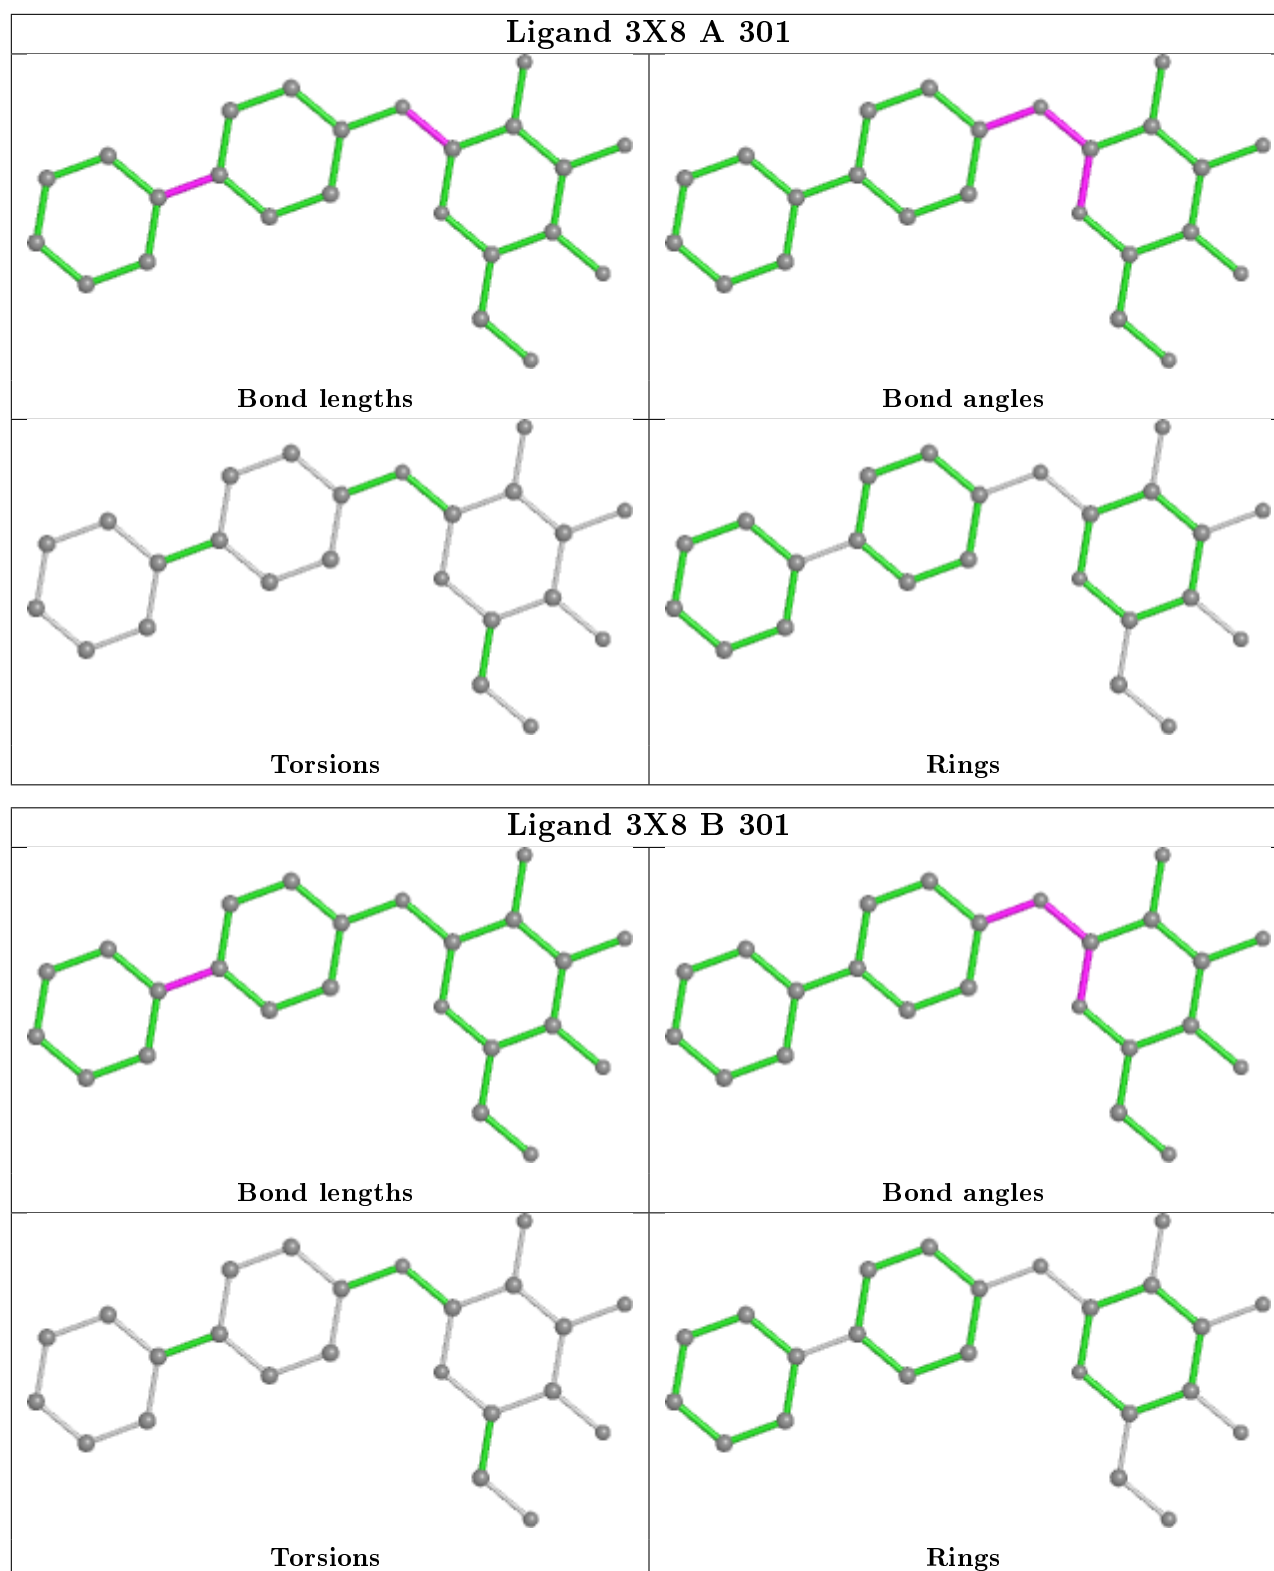 Ligand 3X8 A 301
Bond lengths
Bond angles
Torsions
Rings
Ligand 3X8 B 301
Bond lengths
Bond angles
Torsions
Rings